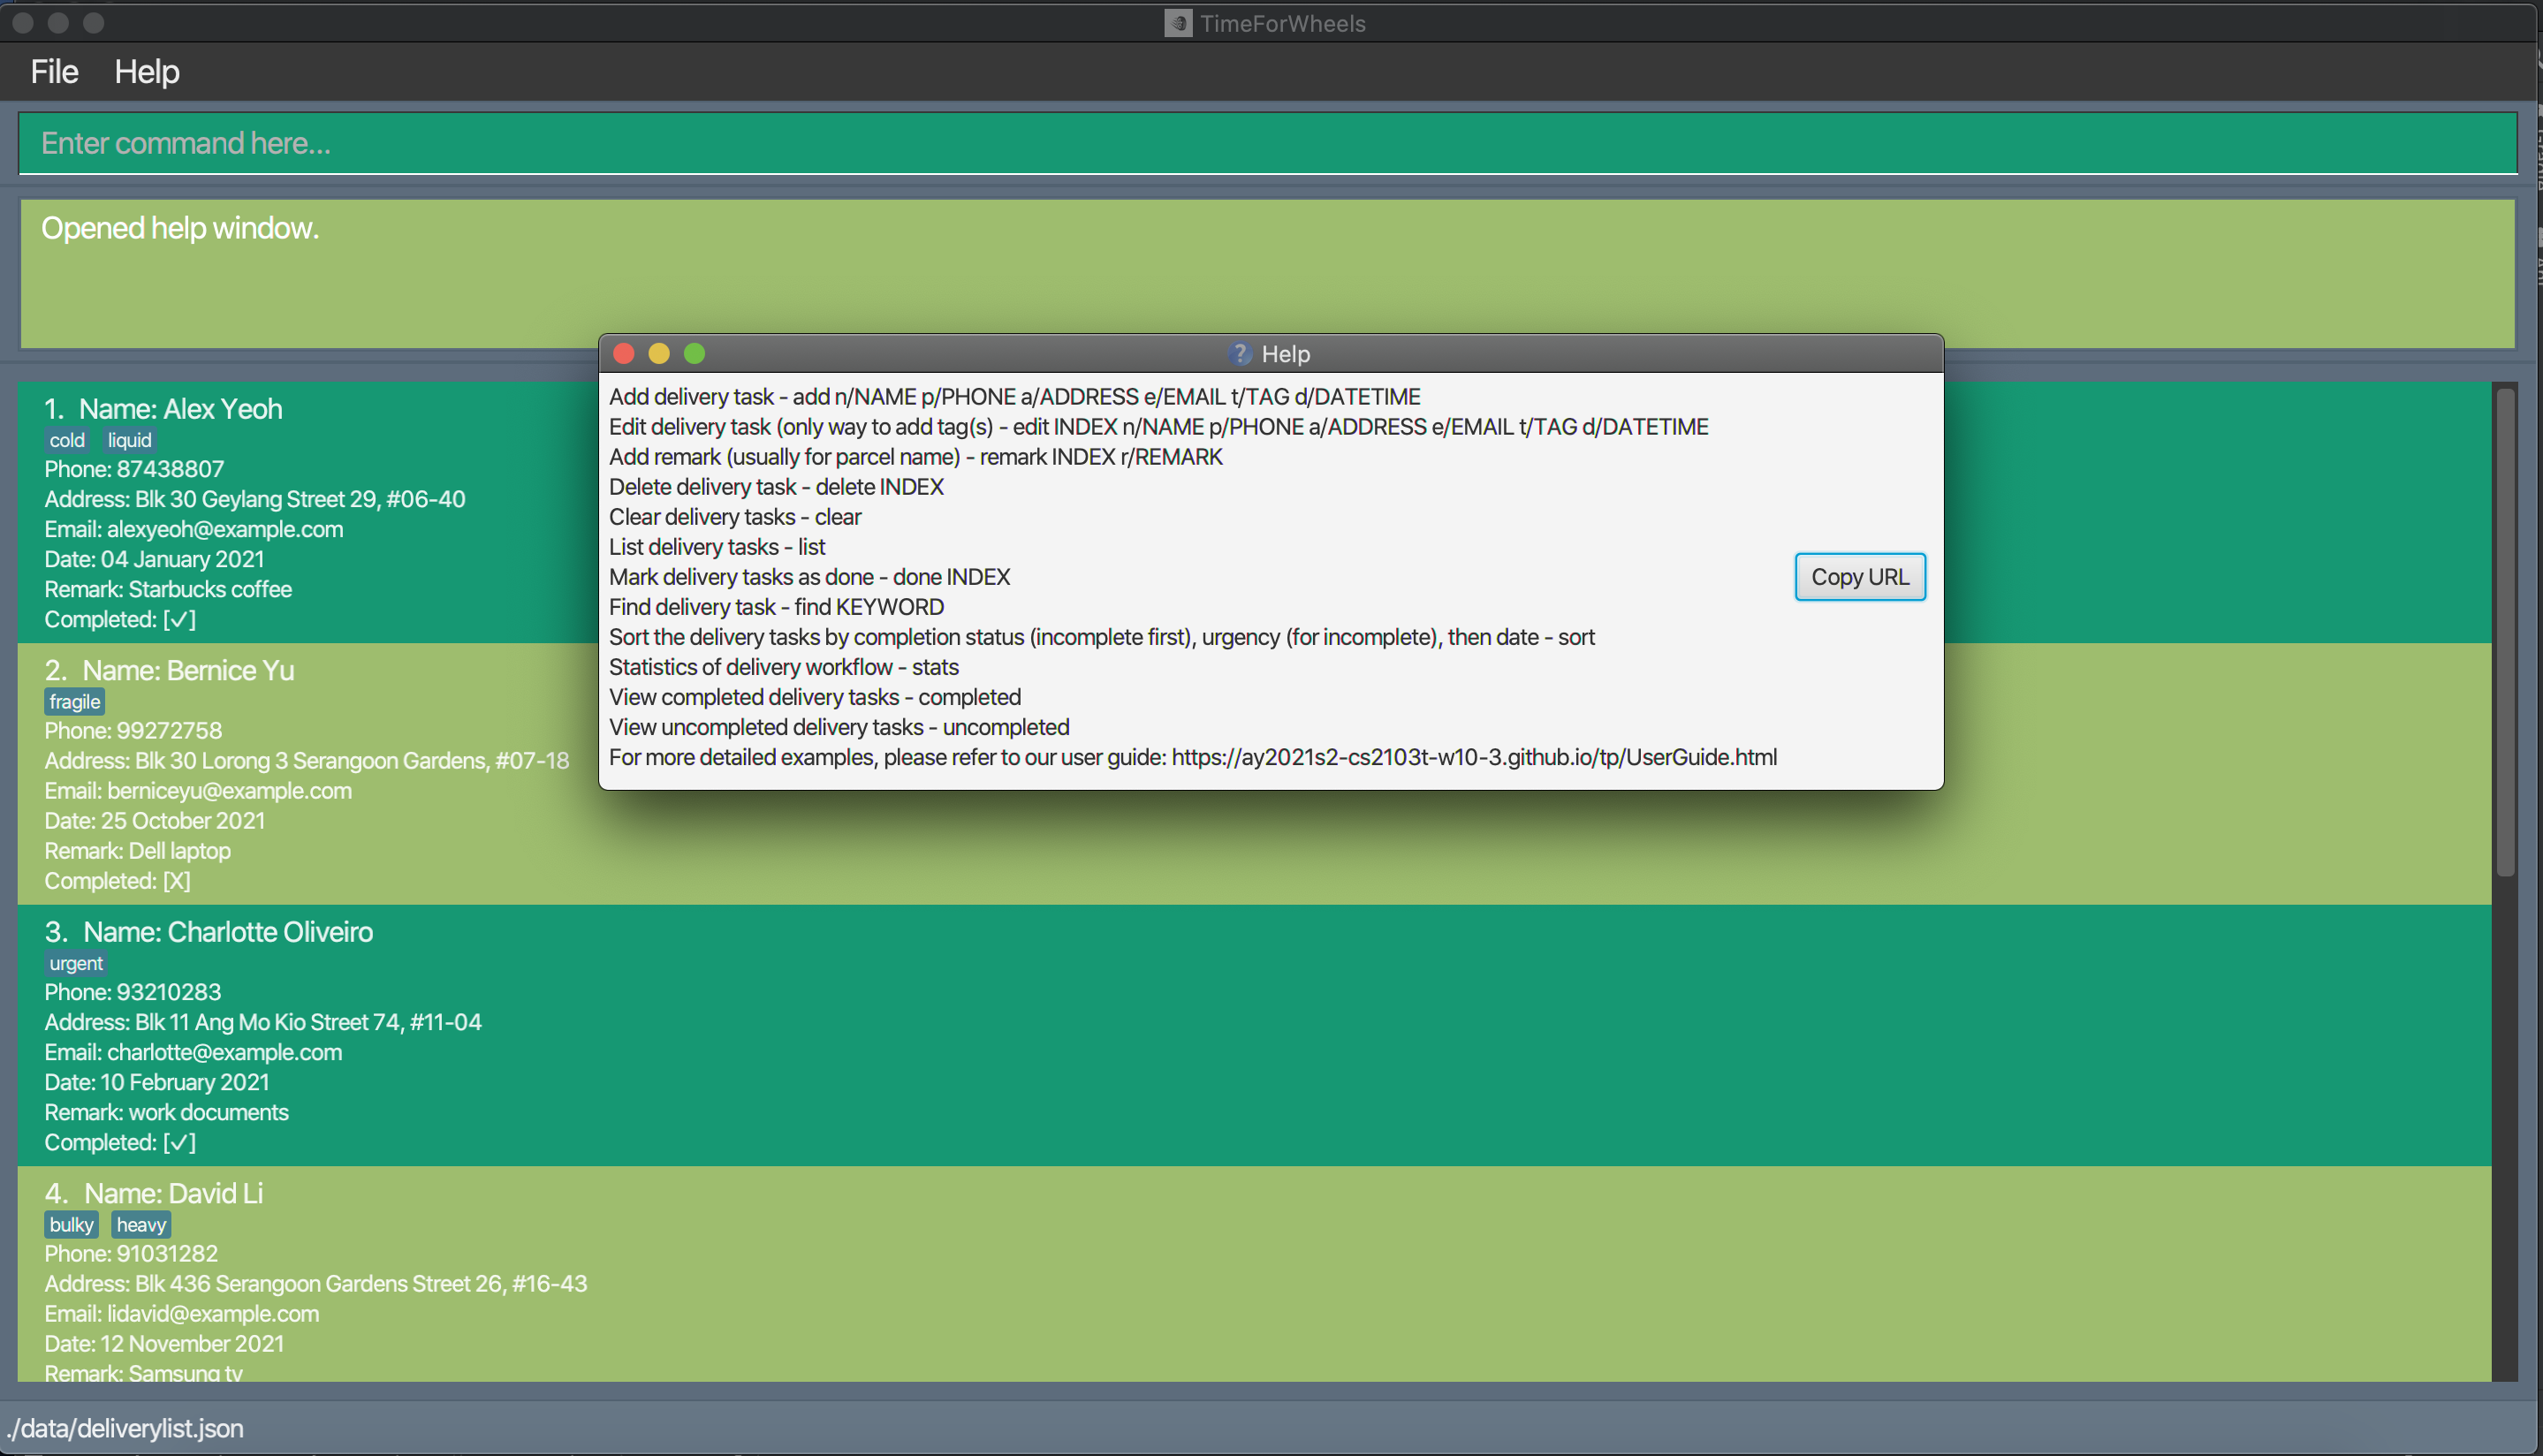 TimeForWheels
File Help
Enter command here...
Opened help window.
Help
Add delivery task - add n/NAME p/PHONE a/ADDRESS e/EMAIL t/TAG d/DATETIME
Edit delivery task (only way to add tag(s) - edit INDEX n/NAME p/PHONE a/ADDRESS e/EMAIL t/TAG d/DATETIME
Add remark (usually for parcel name) - remark INDEX r/REMARK
Delete delivery task - delete INDEX
Clear delivery tasks - clear
List delivery tasks - list
Mark delivery tasks as done - done INDEX
Find delivery task - find KEYWORD
Sort the delivery tasks by completion status (incomplete first), urgency (for incomplete), then date - sort
Statistics of delivery workflow - stats
View completed delivery tasks - completed
View uncompleted delivery tasks - uncompleted
For more detailed examples, please refer to our user guide: https://ay2021s2-cs2103t-w10-3.github.io/tp/UserGuide.html
Copy URL
1. Name: Alex Yeoh
cold liquid
Phone: 87438807
Address: Blk 30 Geylang Street 29, #06-40
Email: alexyeoh@example.com
Date: 04 January 2021
Remark: Starbucks coffee
Completed: [✓]
2. Name: Bernice Yu
fragile
Phone: 99272758
Address: Blk 30 Lorong 3 Serangoon Gardens, #07-18
Email: berniceyu@example.com
Date: 25 October 2021
Remark: Dell laptop
Completed: [X]
3. Name: Charlotte Oliveiro
urgent
Phone: 93210283
Address: Blk 11 Ang Mo Kio Street 74, #11-04
Email: charlotte@example.com
Date: 10 February 2021
Remark: work documents
Completed: [✓]
4. Name: David Li
bulky heavy
Phone: 91031282
Address: Blk 436 Serangoon Gardens Street 26, #16-43
Email: lidavid@example.com
Date: 12 November 2021
Remark: Samsung tv
./data/deliverylist.json